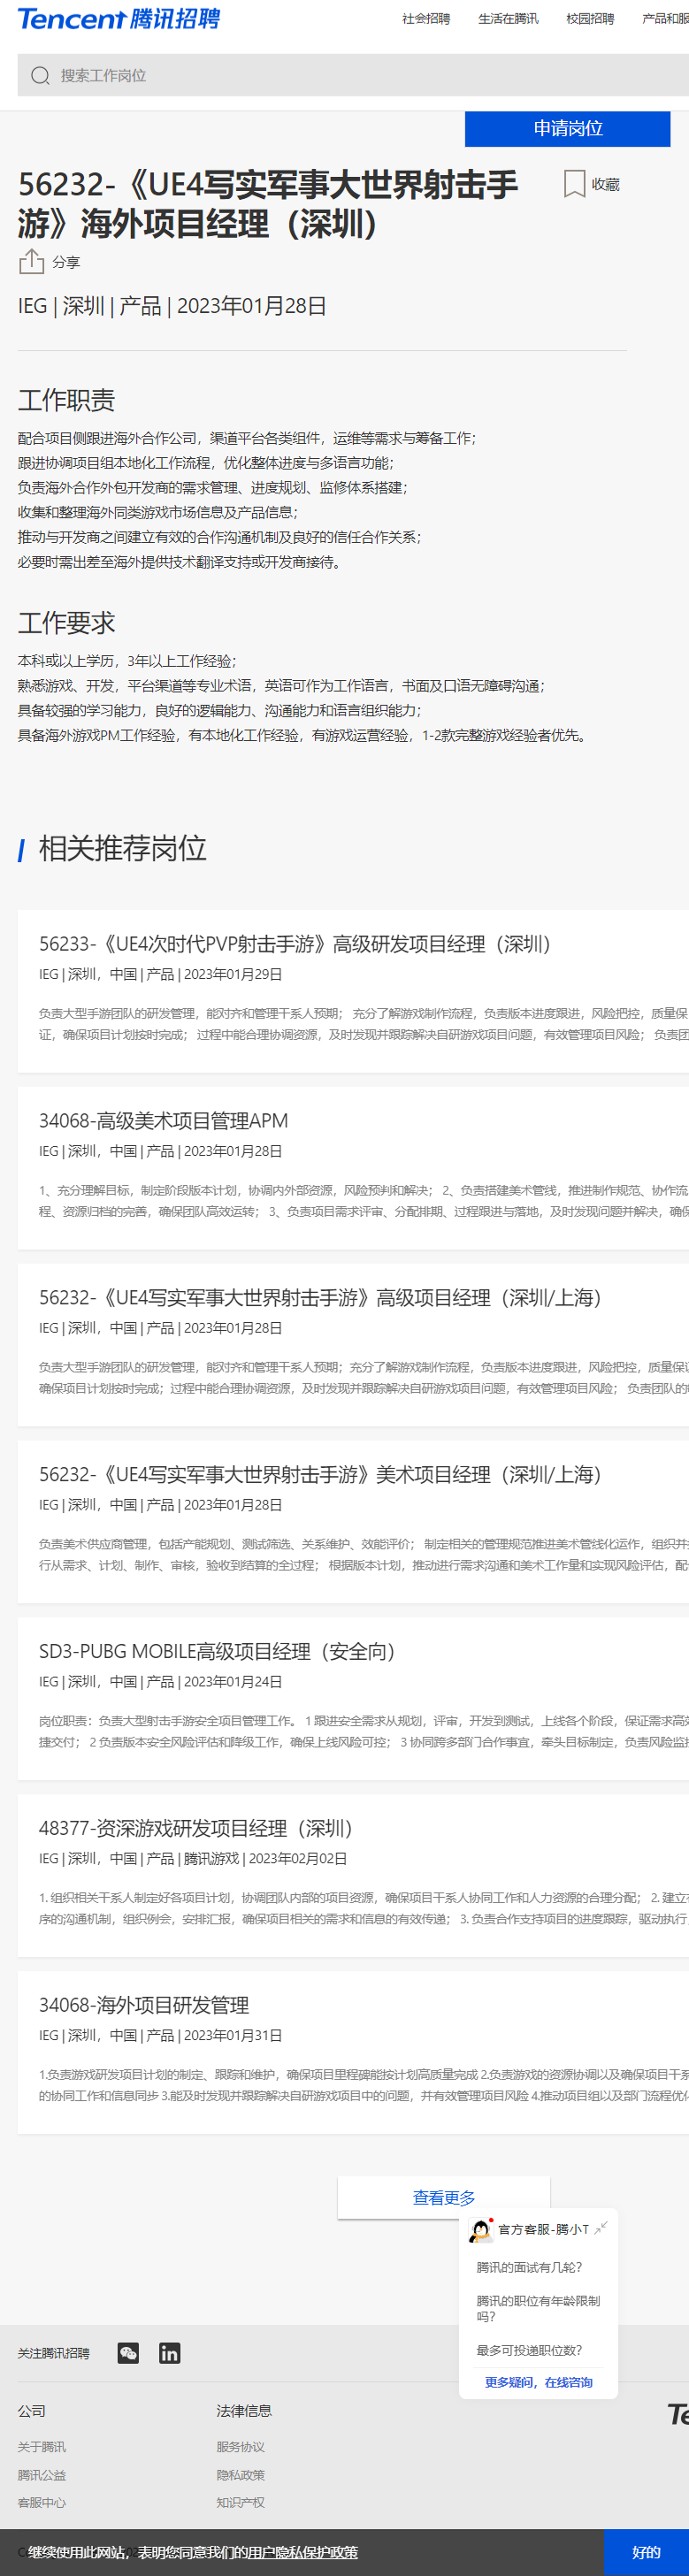 Tencent 腾讯招聘
社会招聘 生活在腾讯 校园招聘 产品和服
搜索工作岗位
申请岗位
56232-《UE4写实军事大世界射击手
游》海外项目经理（深圳）
收藏
分享
IEG | 深圳 | 产品 | 2023年01月28日
工作职责
配合项目侧跟进海外合作公司，渠道平台各类组件，运维等需求与筹备工作；
跟进协调项目组本地化工作流程，优化整体进度与多语言功能；
负责海外合作外包开发商的需求管理、进度规划、监修体系搭建；
收集和整理海外同类游戏市场信息及产品信息；
推动与开发商之间建立有效的合作沟通机制及良好的信任合作关系；
必要时需出差至海外提供技术翻译支持或开发商接待。
工作要求
本科或以上学历，3年以上工作经验；
熟悉游戏、开发，平台渠道等专业术语，英语可作为工作语言，书面及口语无障碍沟通；
具备较强的学习能力，良好的逻辑能力、沟通能力和语言组织能力；
具备海外游戏PM工作经验，有本地化工作经验，有游戏运营经验，1-2款完整游戏经验者优先。
相关推荐岗位
56233-《UE4次时代PVP射击手游》高级研发项目经理（深圳）
IEG | 深圳，中国 | 产品 | 2023年01月29日
负责大型手游团队的研发管理，能对齐和管理干系人预期； 充分了解游戏制作流程，负责版本进度跟进，风险把控，质量保
证，确保项目计划按时完成； 过程中能合理协调资源，及时发现并跟踪解决自研游戏项目问题，有效管理项目风险； 负责团
34068-高级美术项目管理APM
IEG | 深圳，中国 | 产品 | 2023年01月28日
1、充分理解目标，制定阶段版本计划，协调内外部资源，风险预判和解决； 2、负责搭建美术管线，推进制作规范、协作流
程、资源归档的完善，确保团队高效运转； 3、负责项目需求评审、分配排期、过程跟进与落地，及时发现问题并解决，确保
56232-《UE4写实军事大世界射击手游》高级项目经理（深圳/上海）
IEG | 深圳，中国 | 产品 | 2023年01月28日
负责大型手游团队的研发管理，能对齐和管理干系人预期；充分了解游戏制作流程，负责版本进度跟进，风险把控，质量保证
确保项目计划按时完成；过程中能合理协调资源，及时发现并跟踪解决自研游戏项目问题，有效管理项目风险； 负责团队的
56232-《UE4写实军事大世界射击手游》美术项目经理（深圳/上海）
IEG | 深圳，中国 | 产品 | 2023年01月28日
负责美术供应商管理，包括产能规划、测试筛选、关系维护、效能评价； 制定相关的管理规范推进美术管线化运作，组织并
行从需求、计划、制作、审核，验收到结算的全过程； 根据版本计划，推动进行需求沟通和美术工作量和实现风险评估，配
SD3-PUBG MOBILE高级项目经理（安全向）
IEG | 深圳，中国 | 产品 | 2023年01月24日
岗位职责：负责大型射击手游安全项目管理工作。 1 跟进安全需求从规划，评审，开发到测试，上线各个阶段，保证需求高效
捷交付； 2 负责版本安全风险评估和降级工作，确保上线风险可控； 3 协同跨多部门合作事宜，牵头目标制定，负责风险监
48377-资深游戏研发项目经理（深圳）
IEG | 深圳，中国 | 产品 | 腾讯游戏 | 2023年02月02日
1. 组织相关干系人制定好各项目计划，协调团队内部的项目资源，确保项目干系人协同工作和人力资源的合理分配； 2. 建立
序的沟通机制，组织例会，安排汇报，确保项目相关的需求和信息的有效传递； 3. 负责合作支持项目的进度跟踪，驱动执行，
34068-海外项目研发管理
IEG | 深圳，中国 | 产品 | 2023年01月31日
1.负责游戏研发项目计划的制定、跟踪和维护，确保项目里程碑能按计划高质量完成 2.负责游戏的资源协调以及确保项目干系
的协同工作和信息同步 3.能及时发现并跟踪解决自研游戏项目中的问题，并有效管理项目风险 4.推动项目组以及部门流程优化
查看更多
官方客服-腾小T
腾讯的面试有几轮？
腾讯的职位有年龄限制
吗？
最多可投递职位数？
更多疑问，在线咨询
关注腾讯招聘
公司 法律信息
关于腾讯 服务协议
腾讯公益 隐私政策
客服中心 知识产权
继续使用此网站，表明您同意我们的用户隐私保护政策
好的